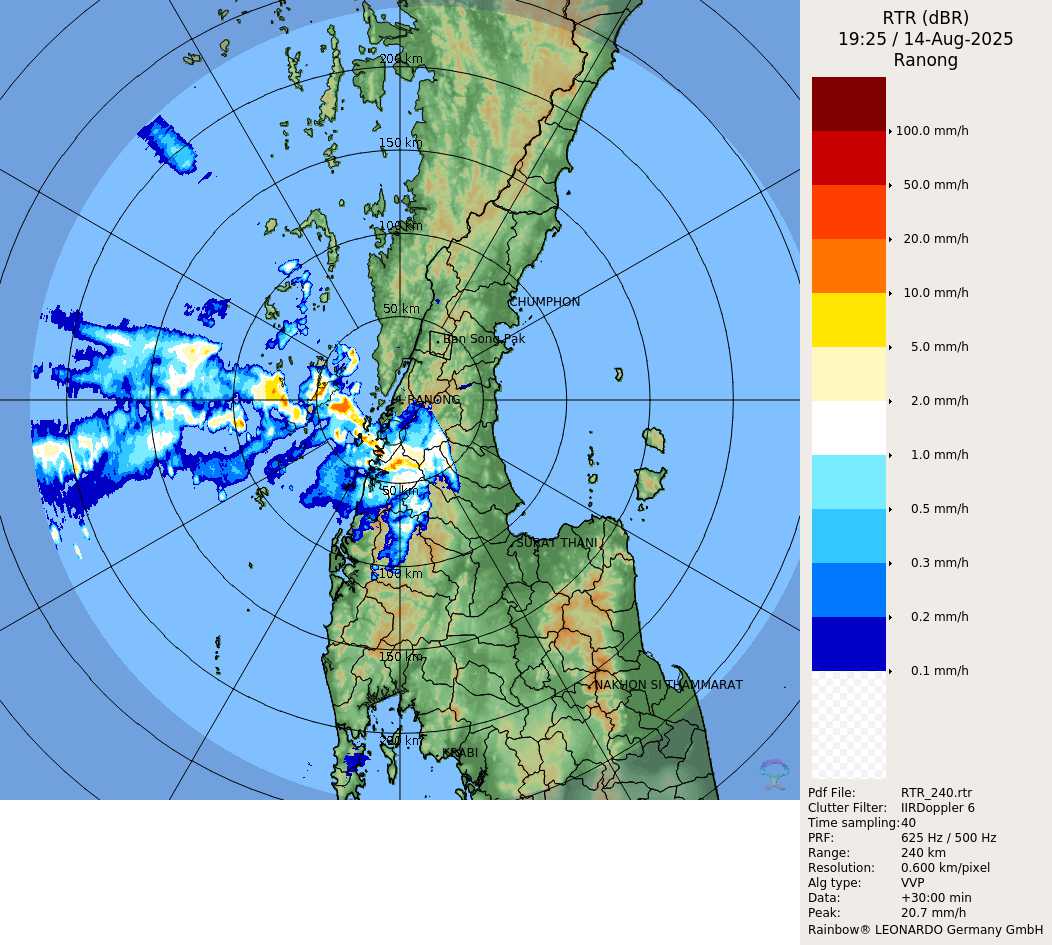 RTR (dBR)
19:25 / 14-Aug-2025
Ranong
200 km
150 km
100 km
50 km
CHUMPHON
Ban Song Pak
RANONG
50 km
SURAT THANI
100 km
150 km
NAKHON SI THAMMARAT
200 km
KRABI
100.0 mm/h
50.0 mm/h
20.0 mm/h
10.0 mm/h
5.0 mm/h
2.0 mm/h
1.0 mm/h
0.5 mm/h
0.3 mm/h
0.2 mm/h
0.1 mm/h
Pdf File: RTR_240.rtr
Clutter Filter: IIRDoppler 6
Time sampling:40
PRF: 625 Hz / 500 Hz
Range: 240 km
Resolution: 0.600 km/pixel
Alg type: VVP
Data: +30:00 min
Peak: 20.7 mm/h
Rainbow® LEONARDO Germany GmbH